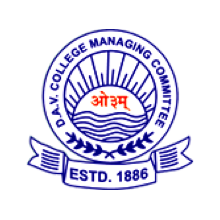 D.A.V. COLLEGE MANAGING COMMITTEE
ओ३म्
ESTD. 1886